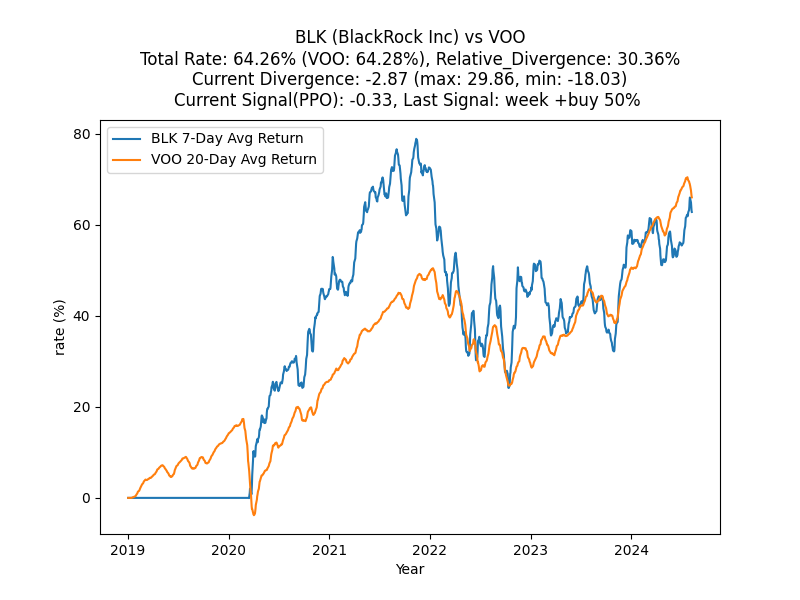 BLK (BlackRock Inc) vs VOO
Total Rate: 64.26% (VOO: 64.28%), Relative_Divergence: 30.36%
Current Divergence: -2.87 (max: 29.86, min: -18.03)
Current Signal(PPO): -0.33, Last Signal: week +buy 50%
BLK 7-Day Avg Return
VOO 20-Day Avg Return
80
60
40
20
0
rate (%)
2019 2020 2021 2022 2023 2024
Year